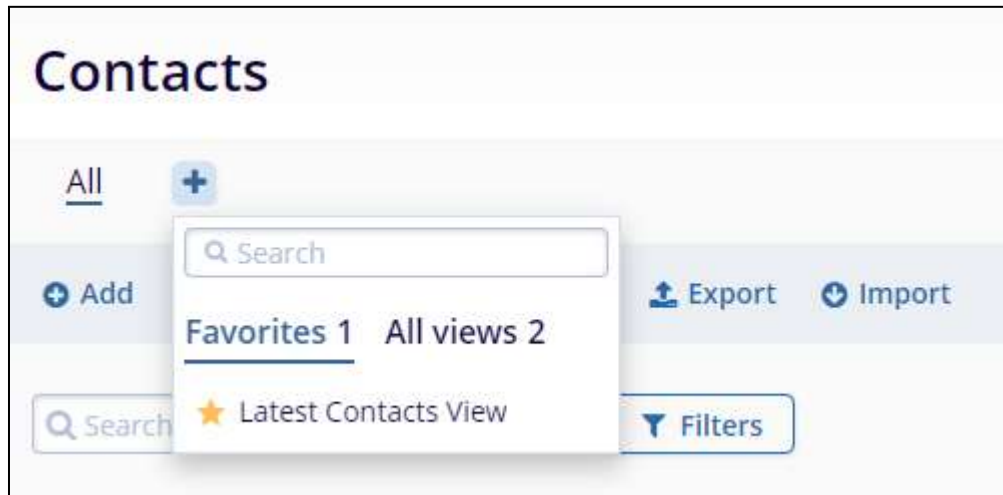 Contacts
All
Search
Add
Export
Import
Favorites 1
All views 2
Latest Contacts View
Search
Filters